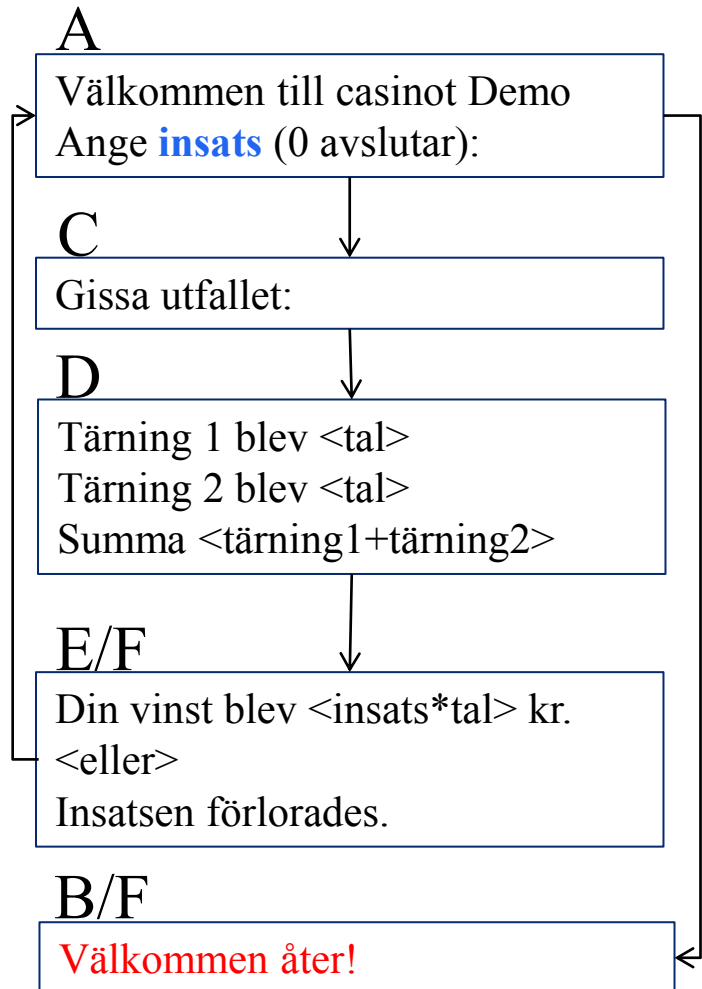 A
Välkommen till casinot Demo
Ange insats (0 avslutar):
C
Gissa utfallet:
D
Tärning 1 blev <tal>
Tärning 2 blev <tal>
Summa <tärning1+tärning2>
E/F
Din vinst blev <insats*tal> kr.
<eller>
Insatsen förlorades.
B/F
Välkommen åter!